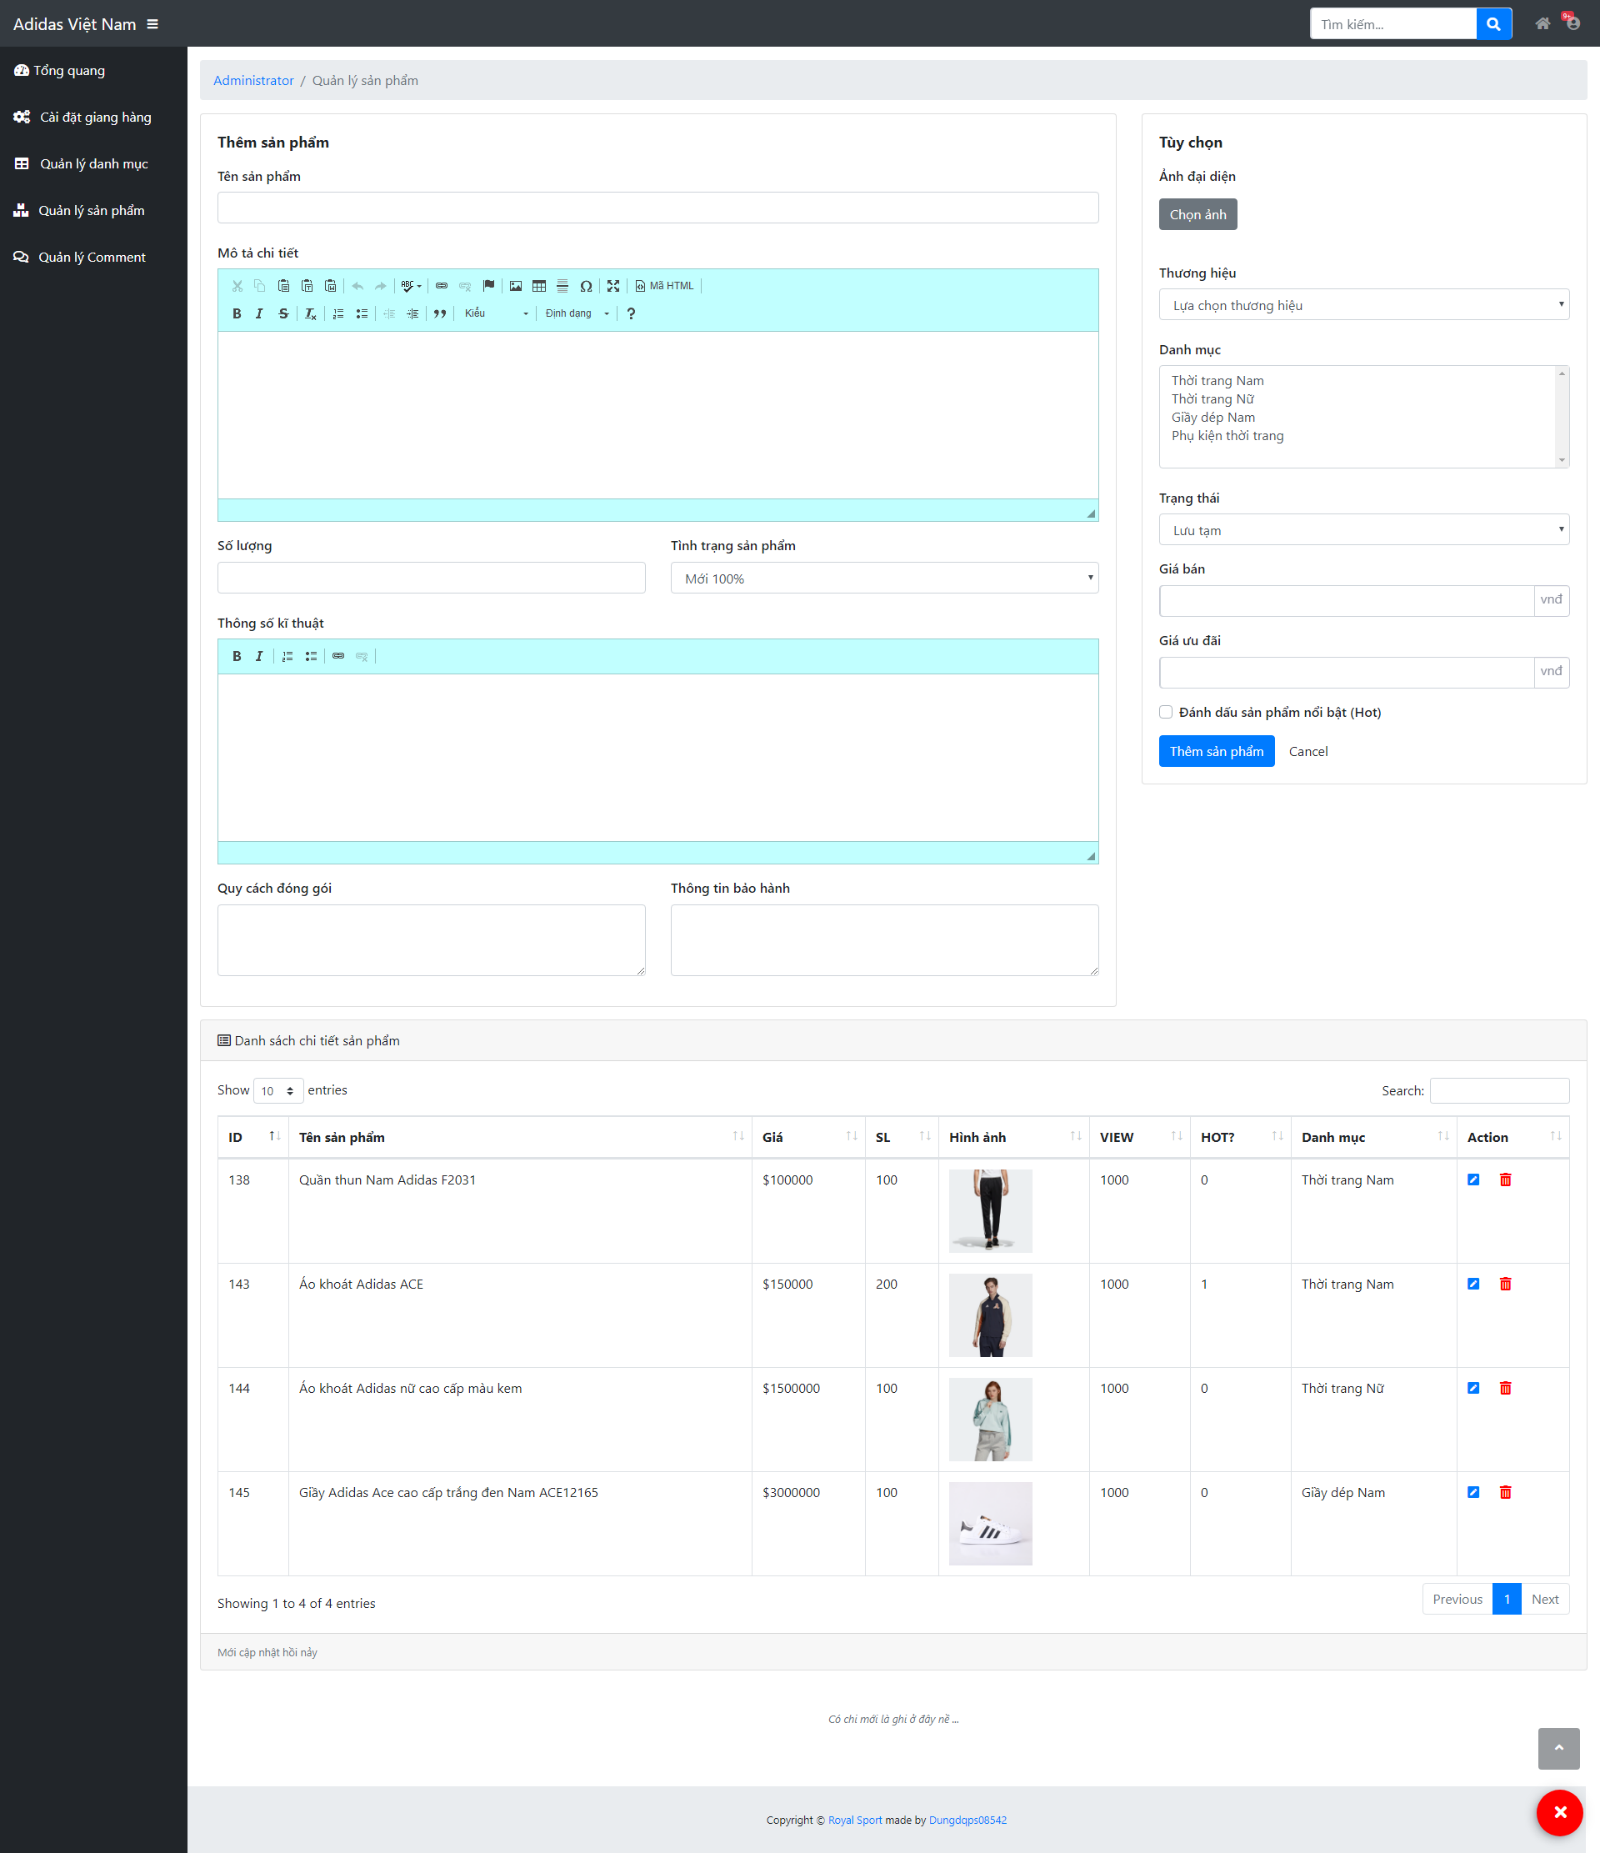 Adidas Việt Nam
Tìm kiếm...
9+
Tổng quang
Cài đặt giang hàng
Quản lý danh mục
Quản lý sản phẩm
Quản lý Comment
Administrator / Quản lý sản phẩm
Thêm sản phẩm
Tên sản phẩm
Mô tả chi tiết
Mã HTML
Kiểu
Định dạng
Số lượng
Tình trạng sản phẩm
Mới 100%
Thông số kĩ thuật
Quy cách đóng gói
Thông tin bảo hành
Tùy chọn
Ảnh đại diện
Chọn ảnh
Thương hiệu
Lựa chọn thương hiệu
Danh mục
Thời trang Nam
Thời trang Nữ
Giầy dép Nam
Phụ kiện thời trang
Trạng thái
Lưu tạm
Giá bán
vnđ
Giá ưu đãi
vnđ
Đánh dấu sản phẩm nổi bật (Hot)
Thêm sản phẩm Cancel
Danh sách chi tiết sản phẩm
Show 10 entries
Search:
ID Tên sản phẩm Giá SL Hình ảnh VIEW HOT? Danh mục Action
138 Quần thun Nam Adidas F2031 $100000 100 1000 0 Thời trang Nam
143 Áo khoát Adidas ACE $150000 200 1000 1 Thời trang Nam
144 Áo khoát Adidas nữ cao cấp màu kem $1500000 100 1000 0 Thời trang Nữ
145 Giầy Adidas Ace cao cấp trắng đen Nam ACE12165 $3000000 100 1000 0 Giầy dép Nam
Showing 1 to 4 of 4 entries
Previous 1 Next
Mới cập nhật hồi nảy
Có chi mới là ghi ở đây nề ...
Copyright © Royal Sport made by Dungdqps08542